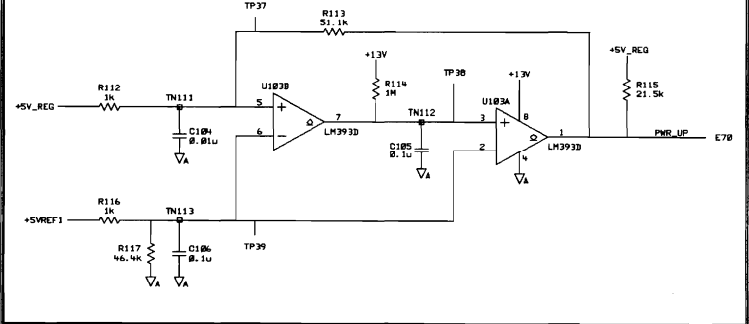 TP37
R113
51.1k
+13V
+5V_REG
R114
1M
TP38
+13V
R115
21.5k
R112
1k
U103B
U103A
+5V_REG
TN111
5
+
7
TN112
3
+
8
1
PWR_UP
E70
C104
0.01u
6
-
LM393D
C105
0.1u
2
-
4
LM393D
A
A
A
R116
1k
TN113
+5VREF1
R117
46.4k
C106
0.1u
TP39
A
A